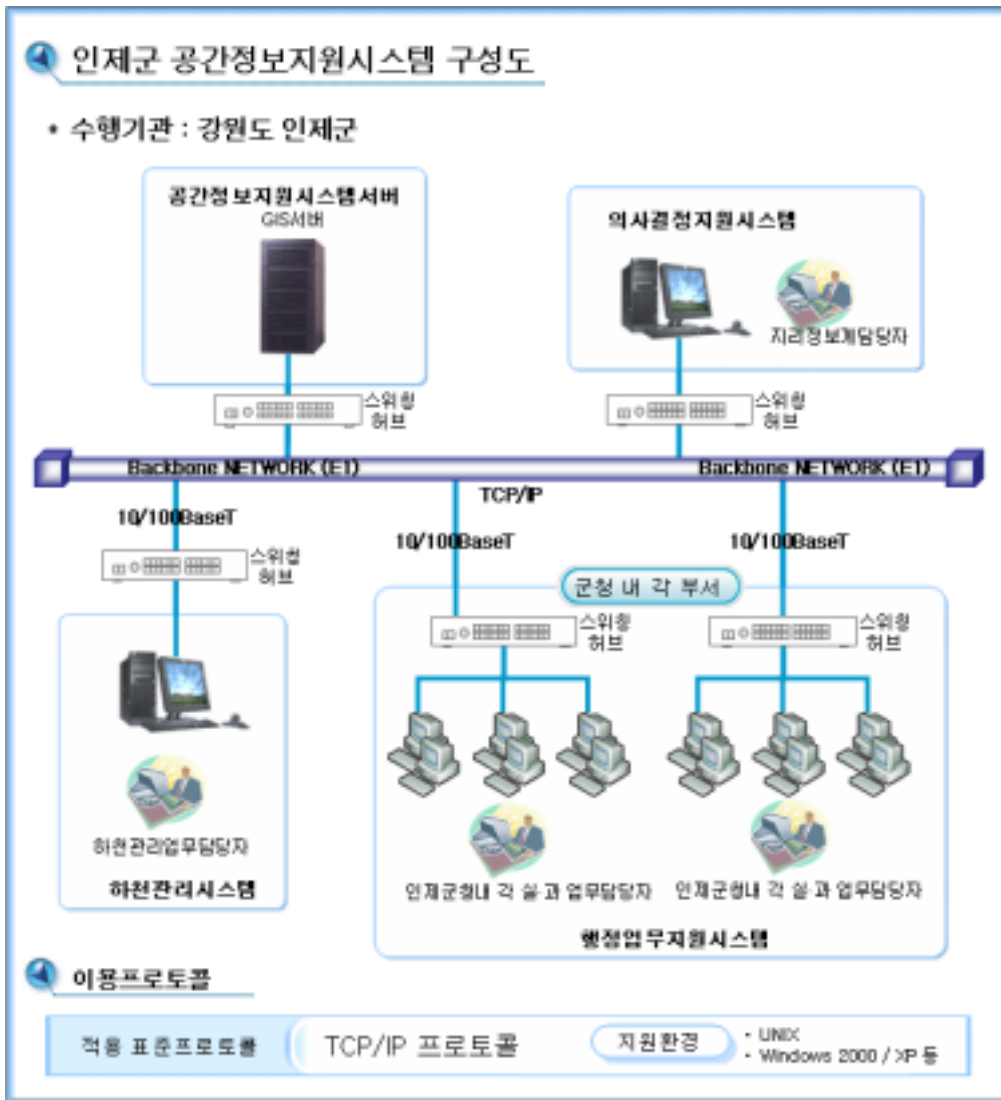 인제군 공간정보지원시스템 구성도
• 수행기관 : 강원도 인제군
공간정보지원시스템서버
GIS서버
의사결정지원시스템
지리정보계담당자
스위칭
허브
스위칭
허브
Backbone NETWORK (E1)
Backbone NETWORK (E1)
TCP/IP
10/100BaseT
10/100BaseT
10/100BaseT
스위칭
허브
군청 내 각 부서
스위칭
허브
스위칭
허브
하천관리업무담당자
하천관리시스템
인제군청내 각 실·과 업무담당자
인제군청내 각 실·과 업무담당자
행정업무지원시스템
이용프로토콜
적용 표준프로토콜
TCP/IP 프로토콜
지원환경
· UNIX
· Windows 2000 / XP 등